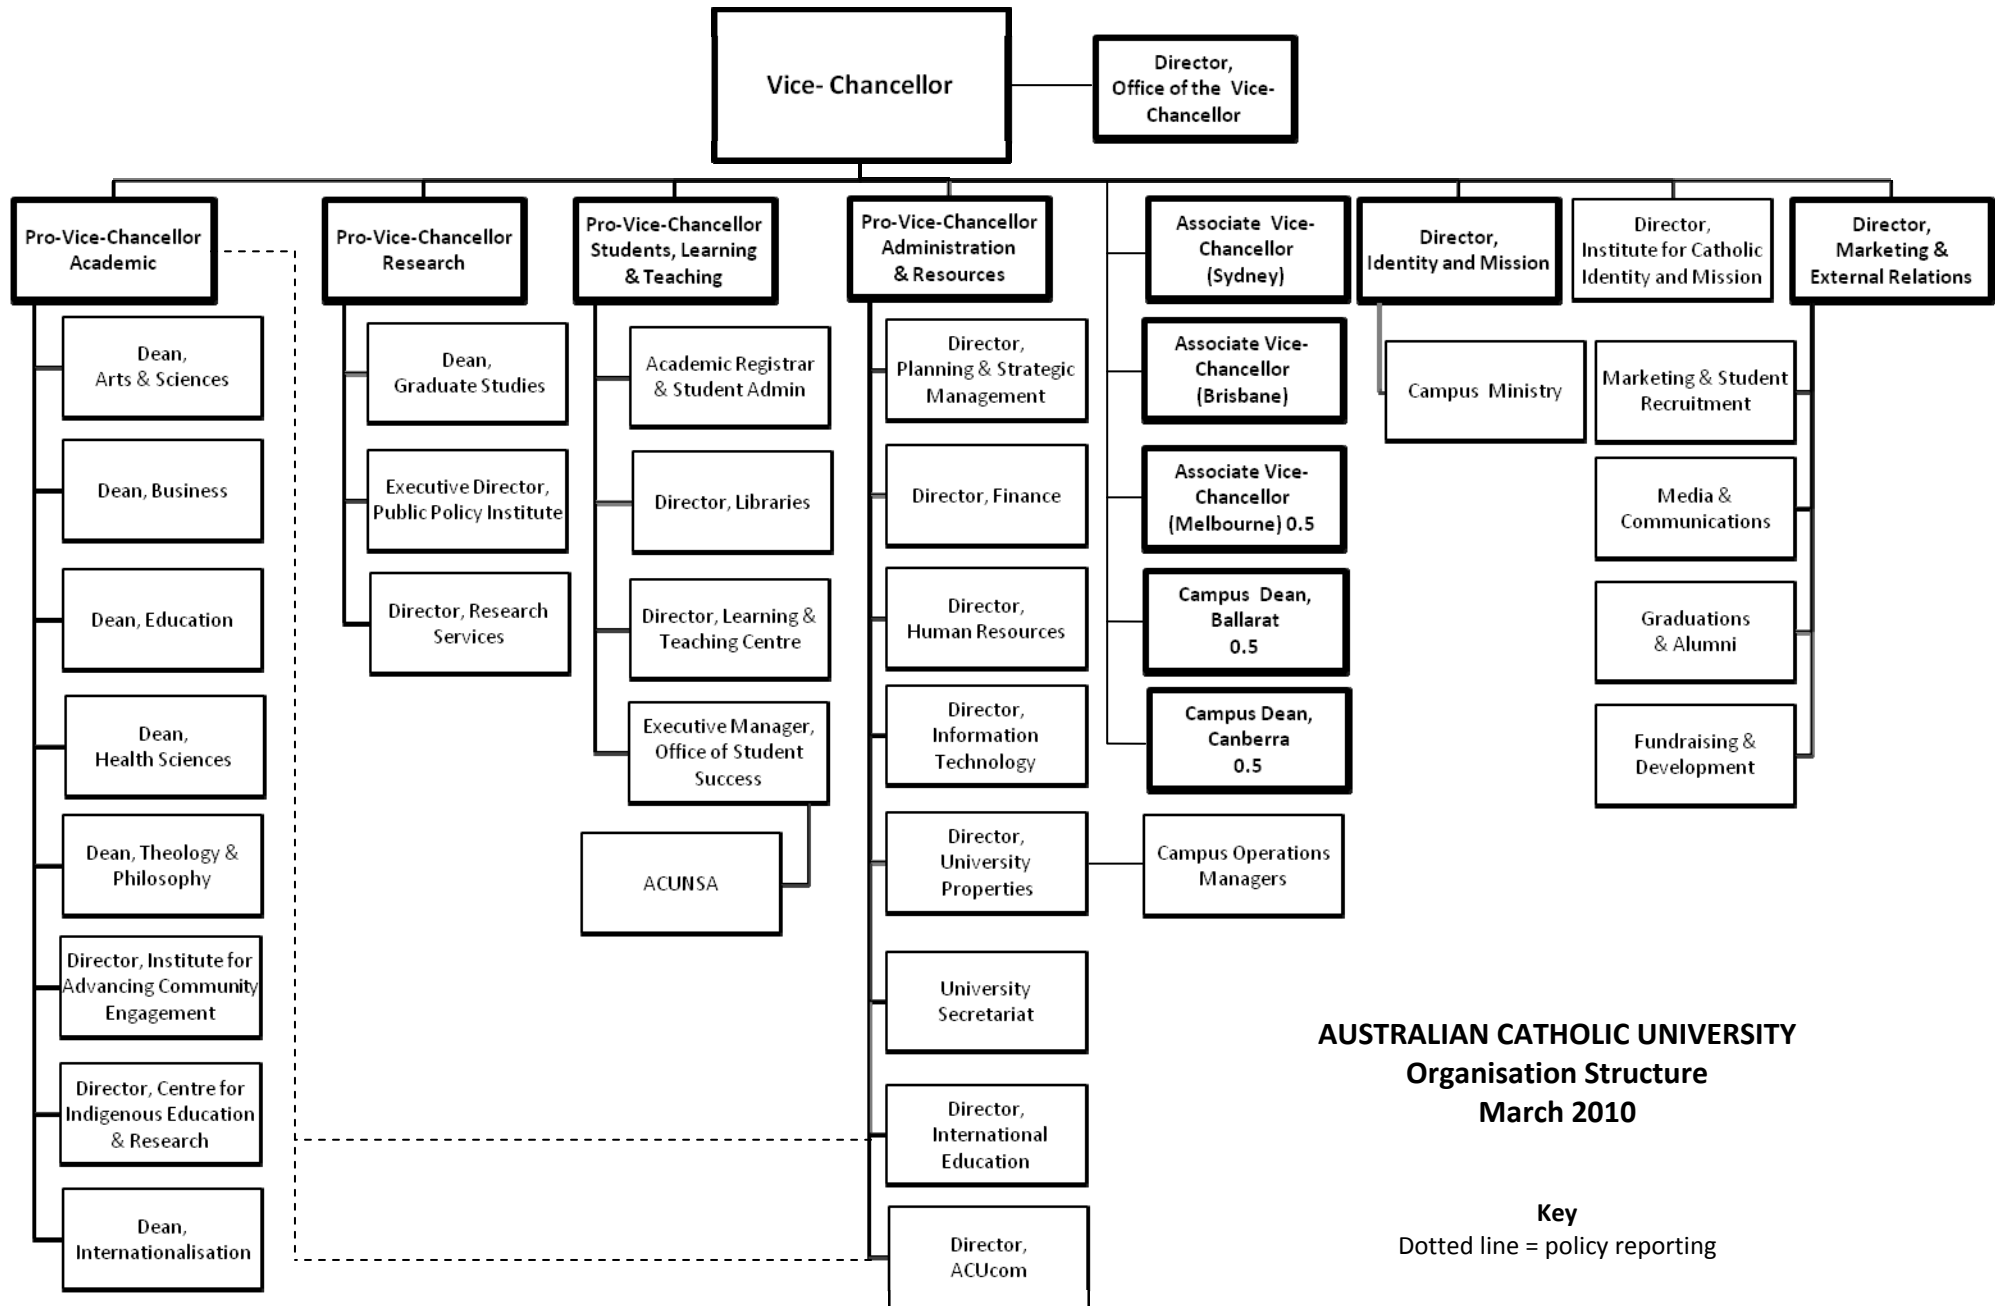 Vice- Chancellor
Director,
Office of the Vice-
Chancellor
Pro-Vice-Chancellor
Academic
Dean,
Arts & Sciences
Dean, Business
Dean, Education
Dean,
Health Sciences
Dean, Theology &
Philosophy
Director, Institute for
Advancing Community
Engagement
Director, Centre for
Indigenous Education
& Research
Dean,
Internationalisation
Pro-Vice-Chancellor
Research
Dean,
Graduate Studies
Executive Director,
Public Policy Institute
Director, Research
Services
Pro-Vice-Chancellor
Students, Learning
& Teaching
Academic Registrar
& Student Admin
Director, Libraries
Director, Learning &
Teaching Centre
Executive Manager,
Office of Student
Success
ACUNSA
Pro-Vice-Chancellor
Administration
& Resources
Director,
Planning & Strategic
Management
Director, Finance
Director,
Human Resources
Director,
Information
Technology
Director,
University
Properties
Campus Operations
Managers
University
Secretariat
Director,
International
Education
Director,
ACUcom
Associate Vice-
Chancellor
(Sydney)
Associate Vice-
Chancellor
(Brisbane)
Associate Vice-
Chancellor
(Melbourne) 0.5
Campus Dean,
Ballarat
0.5
Campus Dean,
Canberra
0.5
Director,
Identity and Mission
Campus Ministry
Director,
Institute for Catholic
Identity and Mission
Director,
Marketing &
External Relations
Marketing & Student
Recruitment
Media &
Communications
Graduations
& Alumni
Fundraising &
Development
AUSTRALIAN CATHOLIC UNIVERSITY
Organisation Structure
March 2010
Key
Dotted line = policy reporting